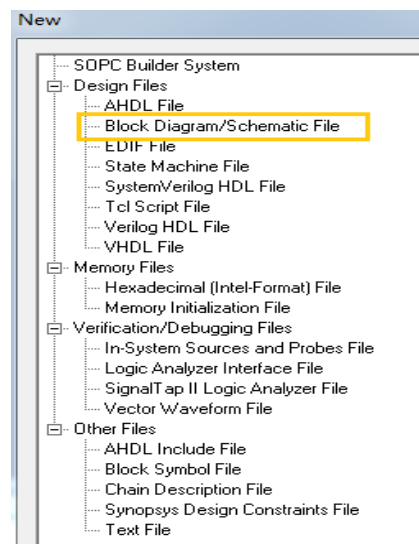 New
SOPC Builder System
Design Files
AHDL File
Block Diagram/Schematic File
EDIF File
State Machine File
SystemVerilog HDL File
Tcl Script File
Verilog HDL File
VHDL File
Memory Files
Hexadecimal (Intel-Format) File
Memory Initialization File
Verification/Debugging Files
In-System Sources and Probes File
Logic Analyzer Interface File
SignalTap II Logic Analyzer File
Vector Waveform File
Other Files
AHDL Include File
Block Symbol File
Chain Description File
Synopsys Design Constraints File
Text File